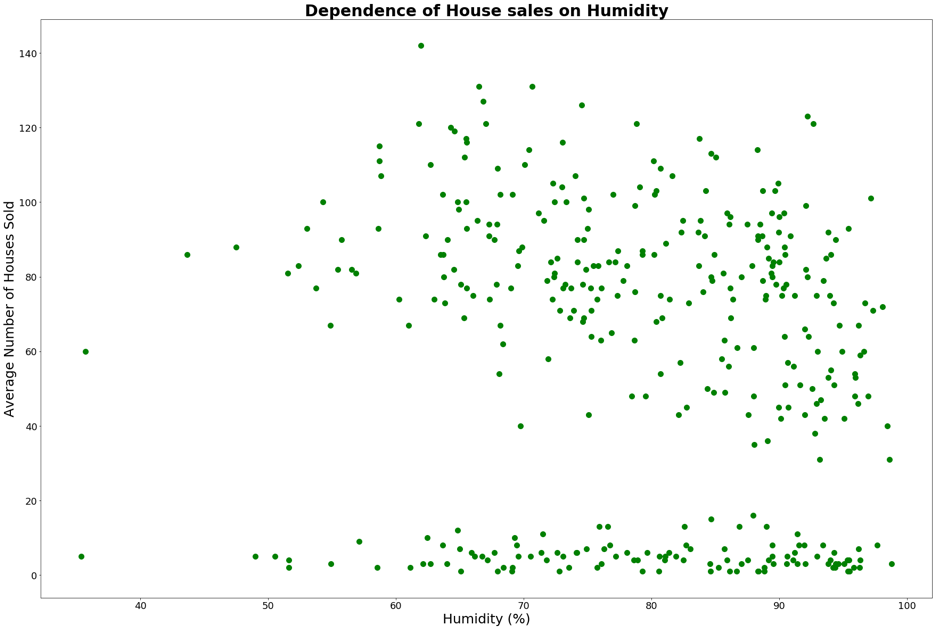 Dependence of House sales on Humidity
Average Number of Houses Sold
140
120
100
80
60
40
20
0
40 50 60 70 80 90 100
Humidity (%)